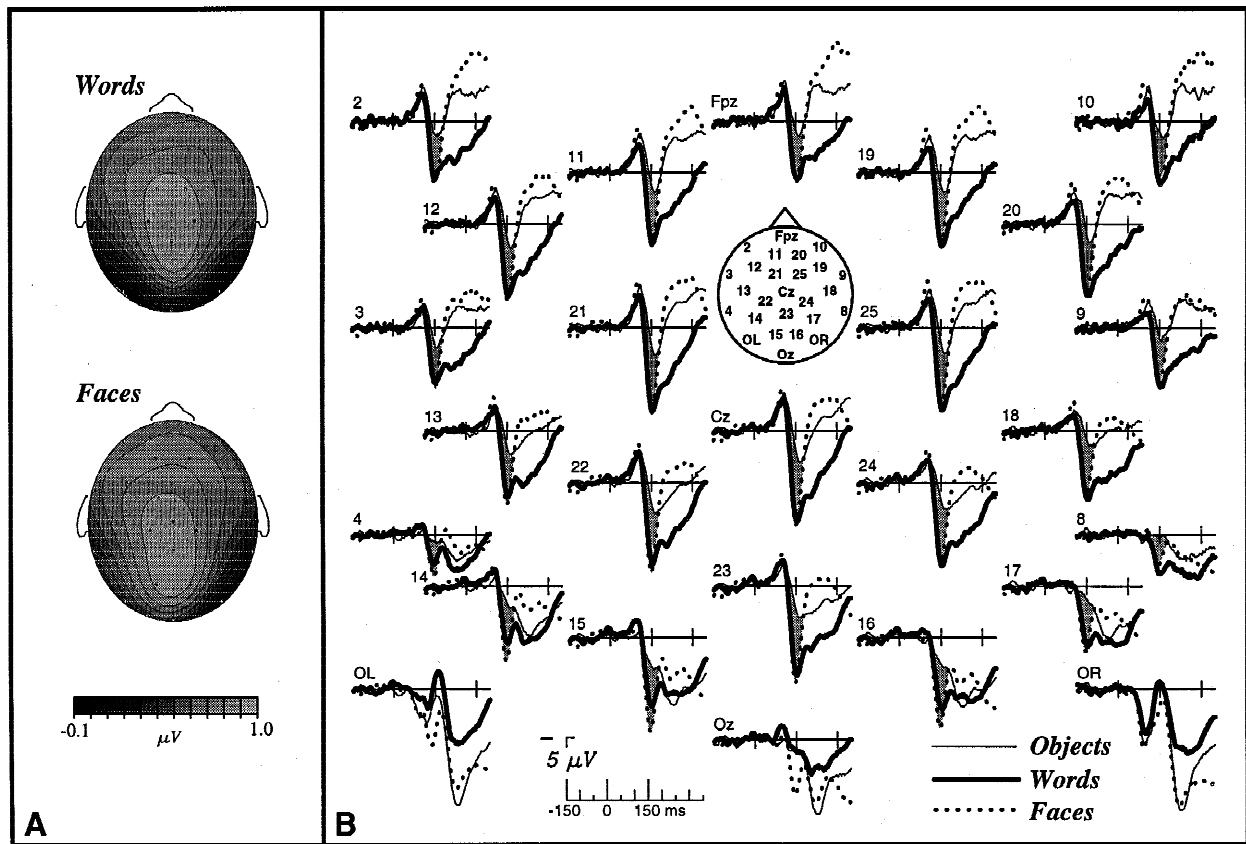 Words
Faces
-0.1 1.0
μV
A
2
Fpz
10
11
19
12
20
3
21
25
9
13
Cz
18
22
24
4
8
14
23
17
15
16
OL
OR
Oz
Fpz
2 10
11 20
12 19
3 21 25 9
13 Cz 18
22 24
4 23 8
14 17
15 16
OL OR
Oz
5 μV
-150 0 150 ms
Objects
Words
Faces
B